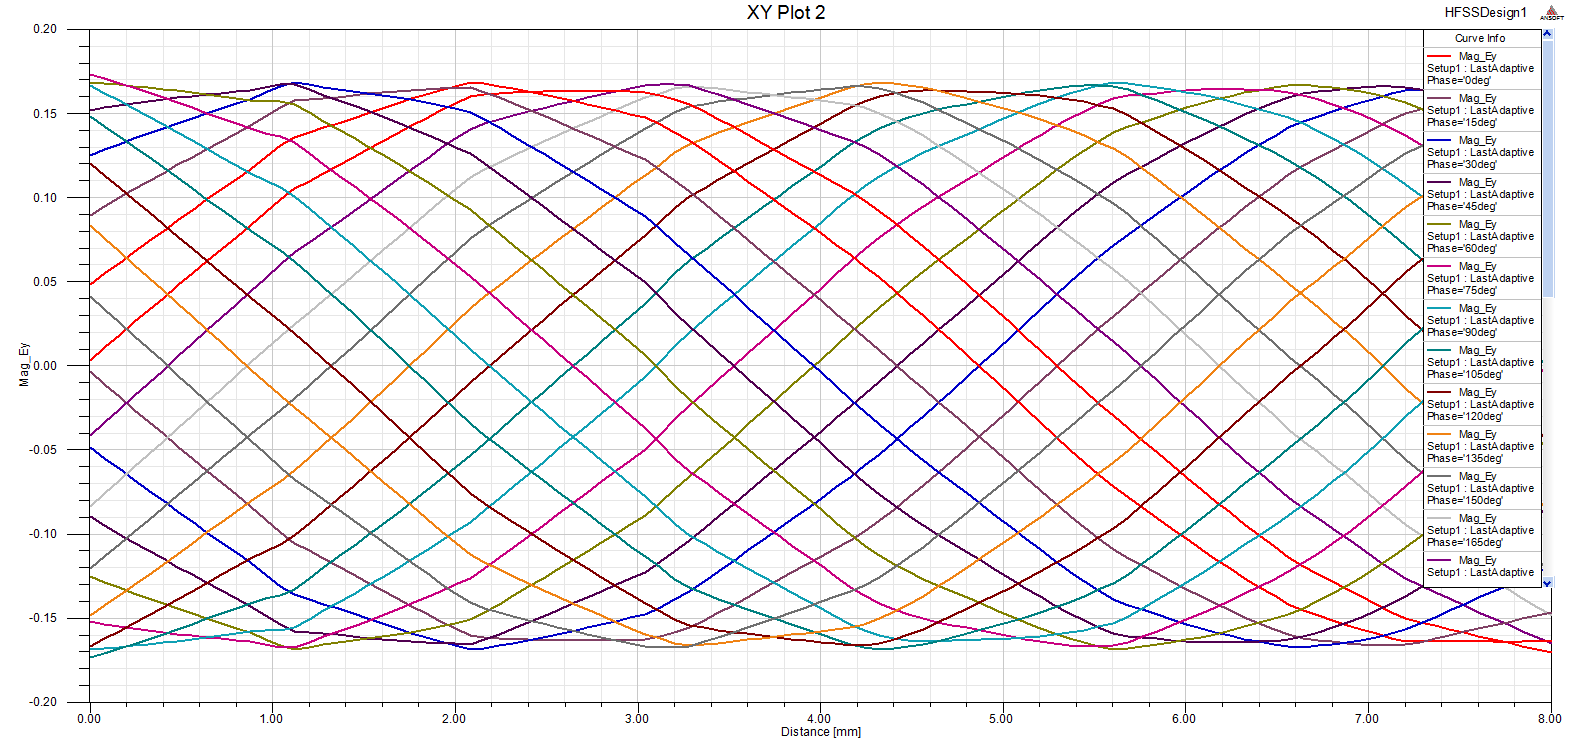 XY Plot 2
HFSSDesign1
ANSOFT
Curve Info
Mag_Ey
Setup1 : LastAdaptive
Phase='0deg'
Mag_Ey
Setup1 : LastAdaptive
Phase='15deg'
Mag_Ey
Setup1 : LastAdaptive
Phase='30deg'
Mag_Ey
Setup1 : LastAdaptive
Phase='45deg'
Mag_Ey
Setup1 : LastAdaptive
Phase='60deg'
Mag_Ey
Setup1 : LastAdaptive
Phase='75deg'
Mag_Ey
Setup1 : LastAdaptive
Phase='90deg'
Mag_Ey
Setup1 : LastAdaptive
Phase='105deg'
Mag_Ey
Setup1 : LastAdaptive
Phase='120deg'
Mag_Ey
Setup1 : LastAdaptive
Phase='135deg'
Mag_Ey
Setup1 : LastAdaptive
Phase='150deg'
Mag_Ey
Setup1 : LastAdaptive
Phase='165deg'
Mag_Ey
Setup1 : LastAdaptive
0.20
0.15
0.10
0.05
0.00
-0.05
-0.10
-0.15
-0.20
Mag_Ey
0.00 1.00 2.00 3.00 4.00 5.00 6.00 7.00 8.00
Distance [mm]